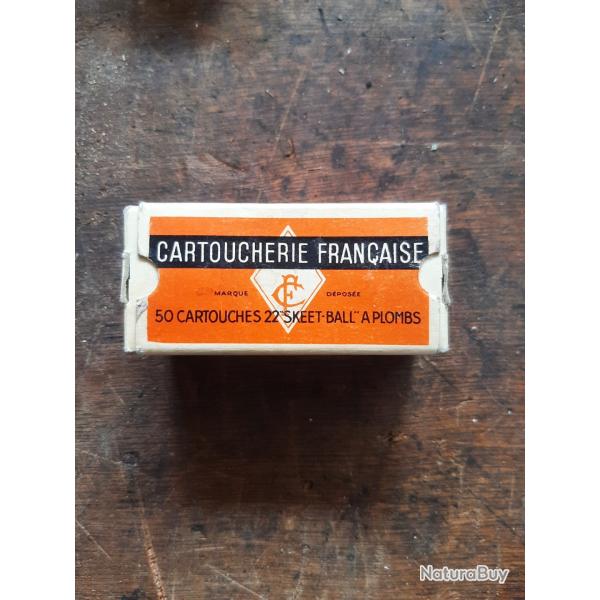 CARTOUCHERIE FRANÇAISE
MARQUE DÉPOSÉE
CF
50 CARTOUCHES 22 "SKEET-BALL" A PLOMBS
NaturaBuy